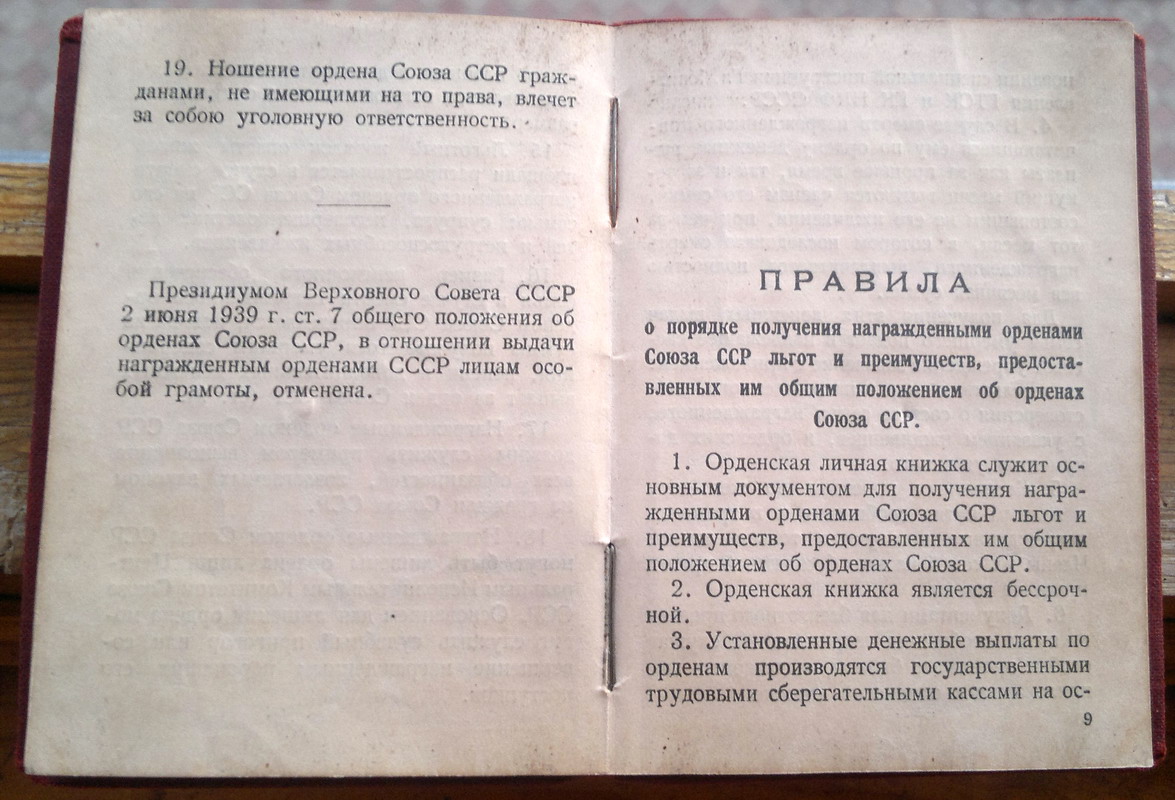 19. Ношение ордена Союза ССР граж-
данами, не имеющими на то права, влечет
за собою уголовную ответственность.
Президиумом Верховного Совета СССР
2 июня 1939 г. ст. 7 общего положения об
орденах Союза ССР, в отношении выдачи
награжденным орденами СССР лицам осо-
бой грамоты, отменена.
ПРАВИЛА
о порядке получения награжденными орденами
Союза ССР льгот и преимуществ, предоста-
вленных им общим положением об орденах
Союза ССР.
1. Орденская личная книжка служит ос-
новным документом для получения награ-
жденными орденами Союза ССР льгот и
преимуществ, предоставленных им общим
положением об орденах Союза ССР.
2. Орденская книжка является бессроч-
ной.
3. Установленные денежные выплаты по
орденам производятся государственными
трудовыми сберегательными кассами на ос-
9